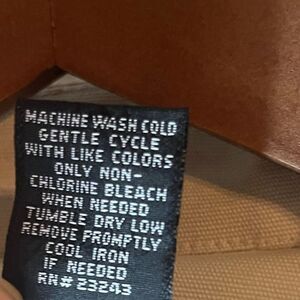 MACHINE WASH COLD
GENTLE CYCLE
WITH LIKE COLORS
ONLY NON-
CHLORINE BLEACH
WHEN NEEDED
TUMBLE DRY LOW
REMOVE PROMPTLY
COOL IRON
IF NEEDED
RN# 23243